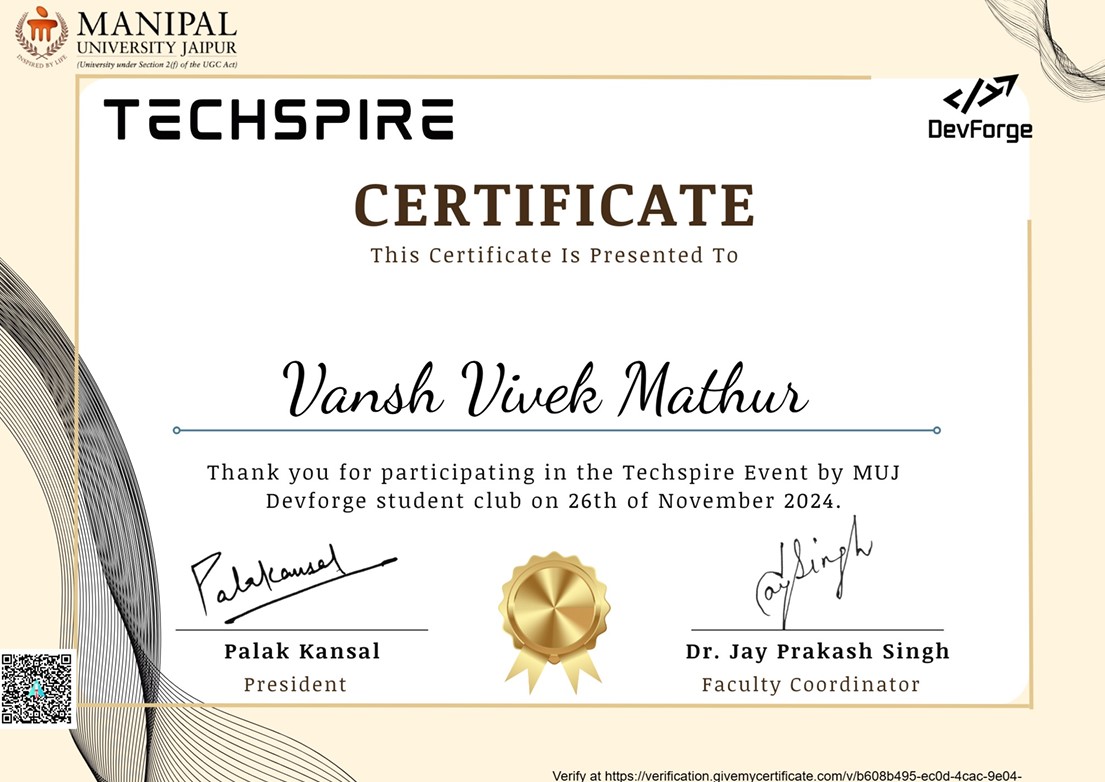 MANIPAL
UNIVERSITY JAIPUR
(University under Section 2(f) of the UGC Act)
INSPIRED BY LIFE
TECHSPIRE
DevForge
CERTIFICATE
This Certificate Is Presented To
Vansh Vivek Mathur
Thank you for participating in the Techspire Event by MUJ
Devforge student club on 26th of November 2024.
Palakansal
Jay Singh
Palak Kansal
Dr. Jay Prakash Singh
President
Faculty Coordinator
Verify at https://verification.givemycertificate.com/v/b608b495-ec0d-4cac-9e04-